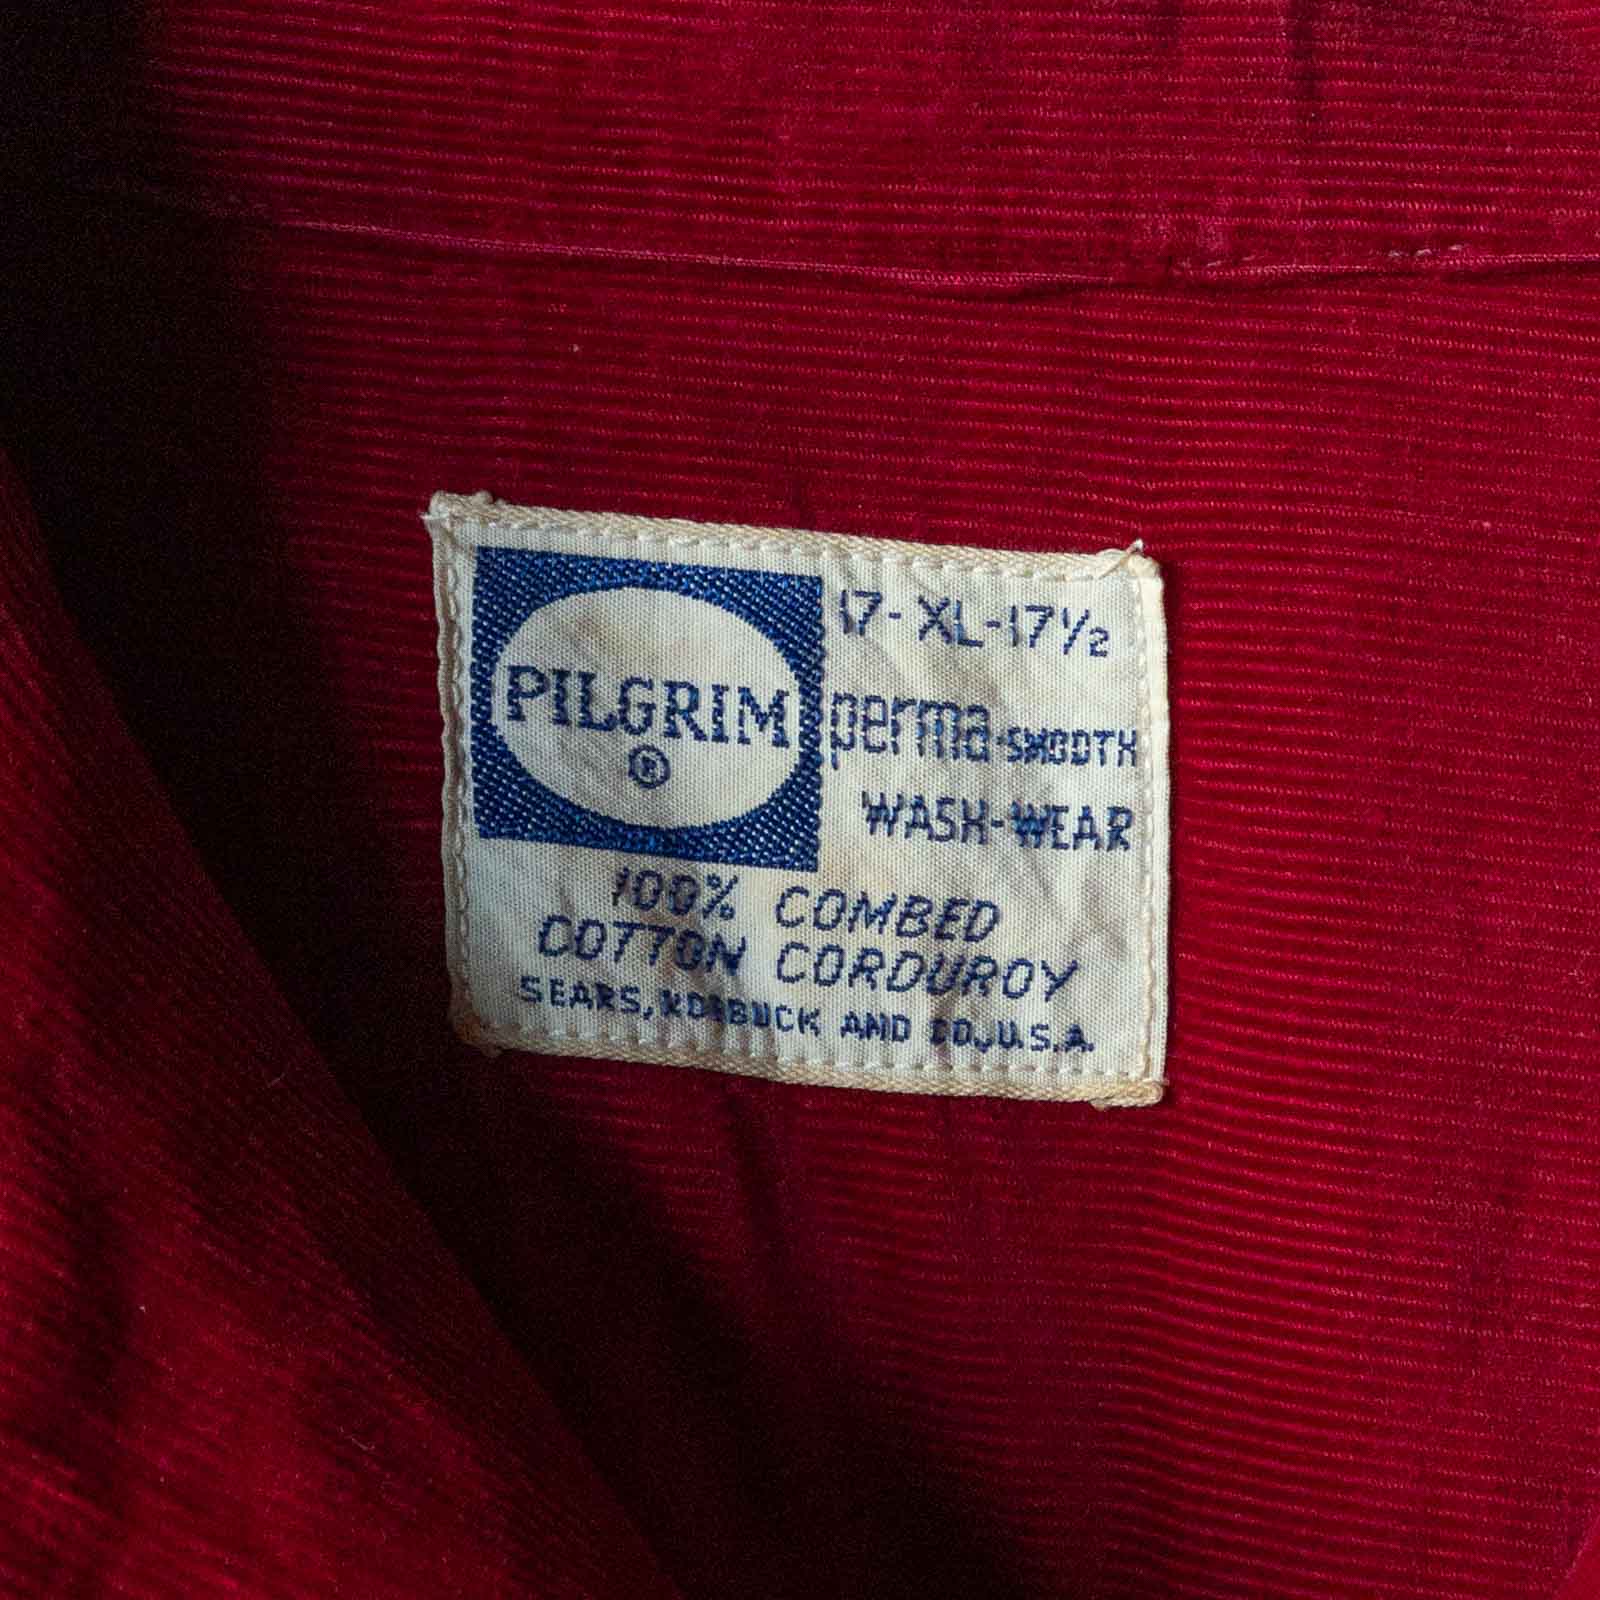 PILGRIM
®
17-XL-17½
perma-SMOOTH
WASH-WEAR
100% COMBED
COTTON CORDUROY
SEARS, ROEBUCK AND CO., U.S.A.